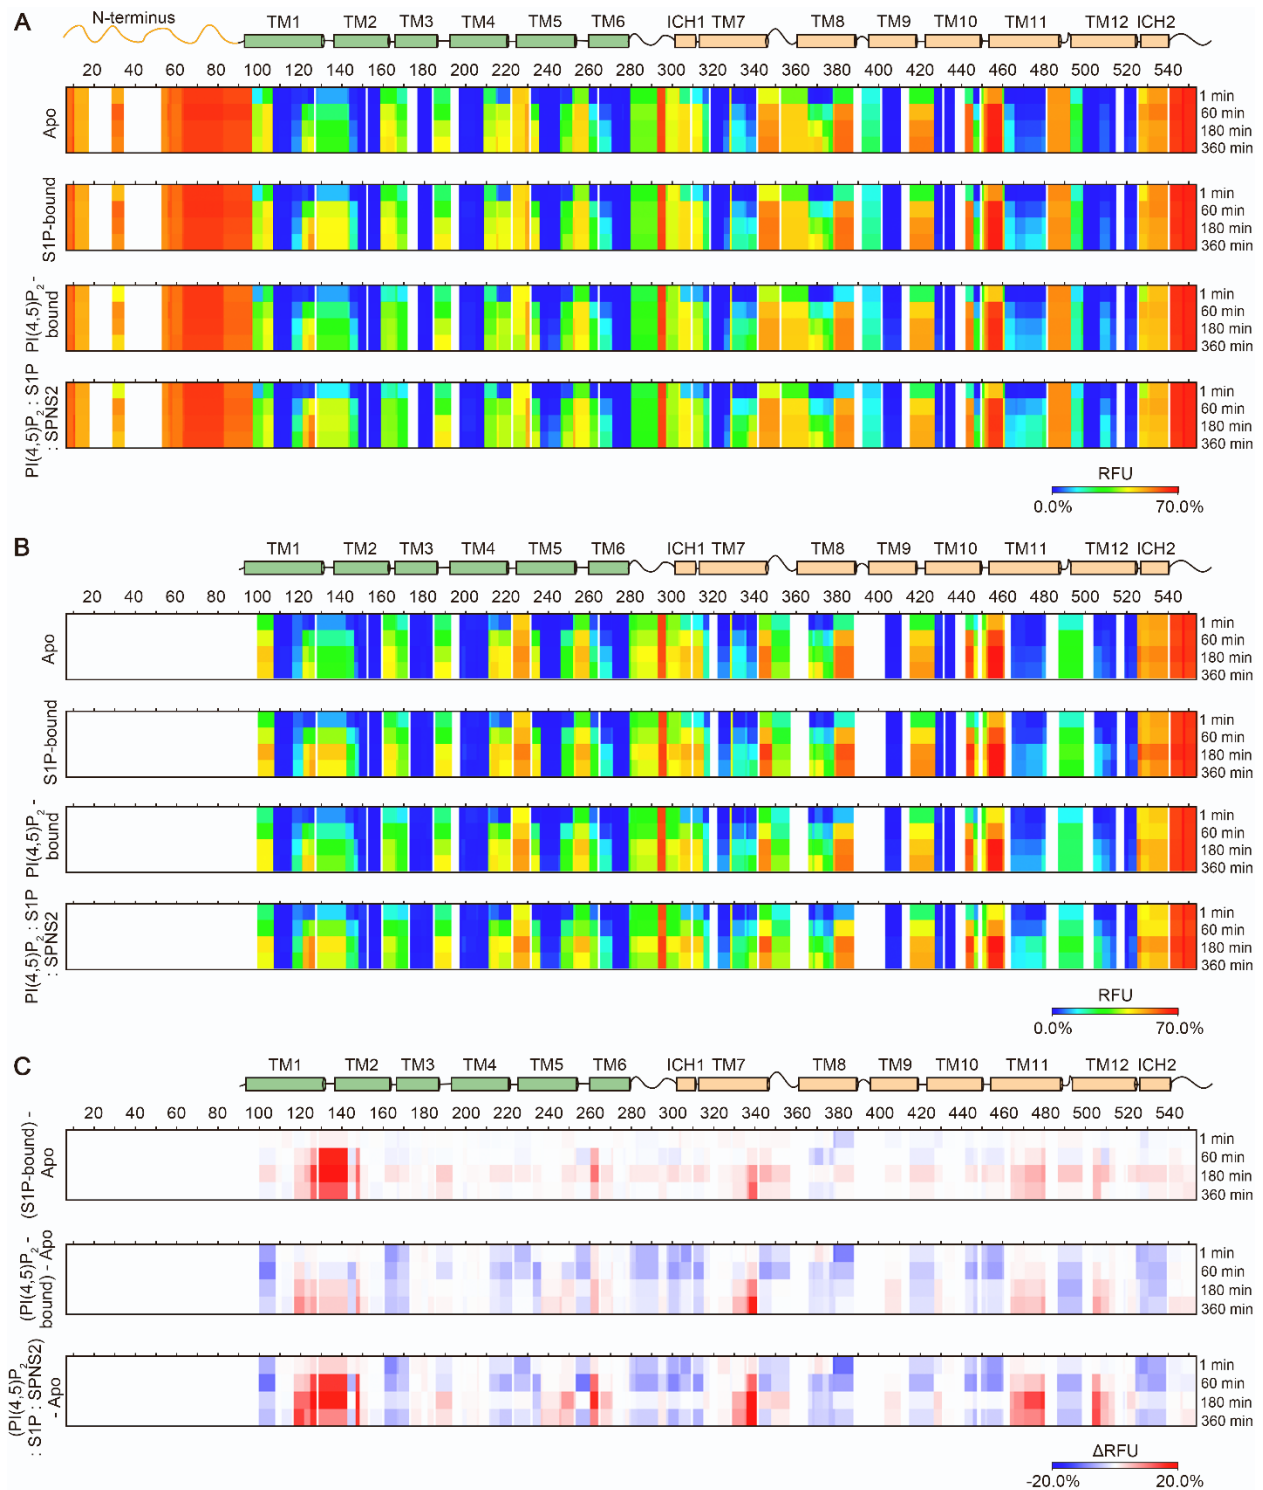 A
N-terminus
TM1 TM2 TM3 TM4 TM5 TM6 ICH1 TM7 TM8 TM9 TM10 TM11 TM12 ICH2
20 40 60 80 100 120 140 160 180 200 220 240 260 280 300 320 340 360 380 400 420 440 460 480 500 520 540
Apo
1 min
60 min
180 min
360 min
S1P-bound
1 min
60 min
180 min
360 min
PI(4,5)P2 -
bound
1 min
60 min
180 min
360 min
PI(4,5)P2 : S1P
: SPNS2
1 min
60 min
180 min
360 min
RFU
0.0% 70.0%
B
TM1 TM2 TM3 TM4 TM5 TM6 ICH1 TM7 TM8 TM9 TM10 TM11 TM12 ICH2
20 40 60 80 100 120 140 160 180 200 220 240 260 280 300 320 340 360 380 400 420 440 460 480 500 520 540
Apo
1 min
60 min
180 min
360 min
S1P-bound
1 min
60 min
180 min
360 min
PI(4,5)P2 -
bound
1 min
60 min
180 min
360 min
PI(4,5)P2 : S1P
: SPNS2
1 min
60 min
180 min
360 min
RFU
0.0% 70.0%
C
TM1 TM2 TM3 TM4 TM5 TM6 ICH1 TM7 TM8 TM9 TM10 TM11 TM12 ICH2
20 40 60 80 100 120 140 160 180 200 220 240 260 280 300 320 340 360 380 400 420 440 460 480 500 520 540
(S1P-bound) -
Apo
1 min
60 min
180 min
360 min
(PI(4,5)P2 -
bound) - Apo
1 min
60 min
180 min
360 min
(PI(4,5)P2
: S1P : SPNS2)
- Apo
1 min
60 min
180 min
360 min
ΔRFU
-20.0% 20.0%